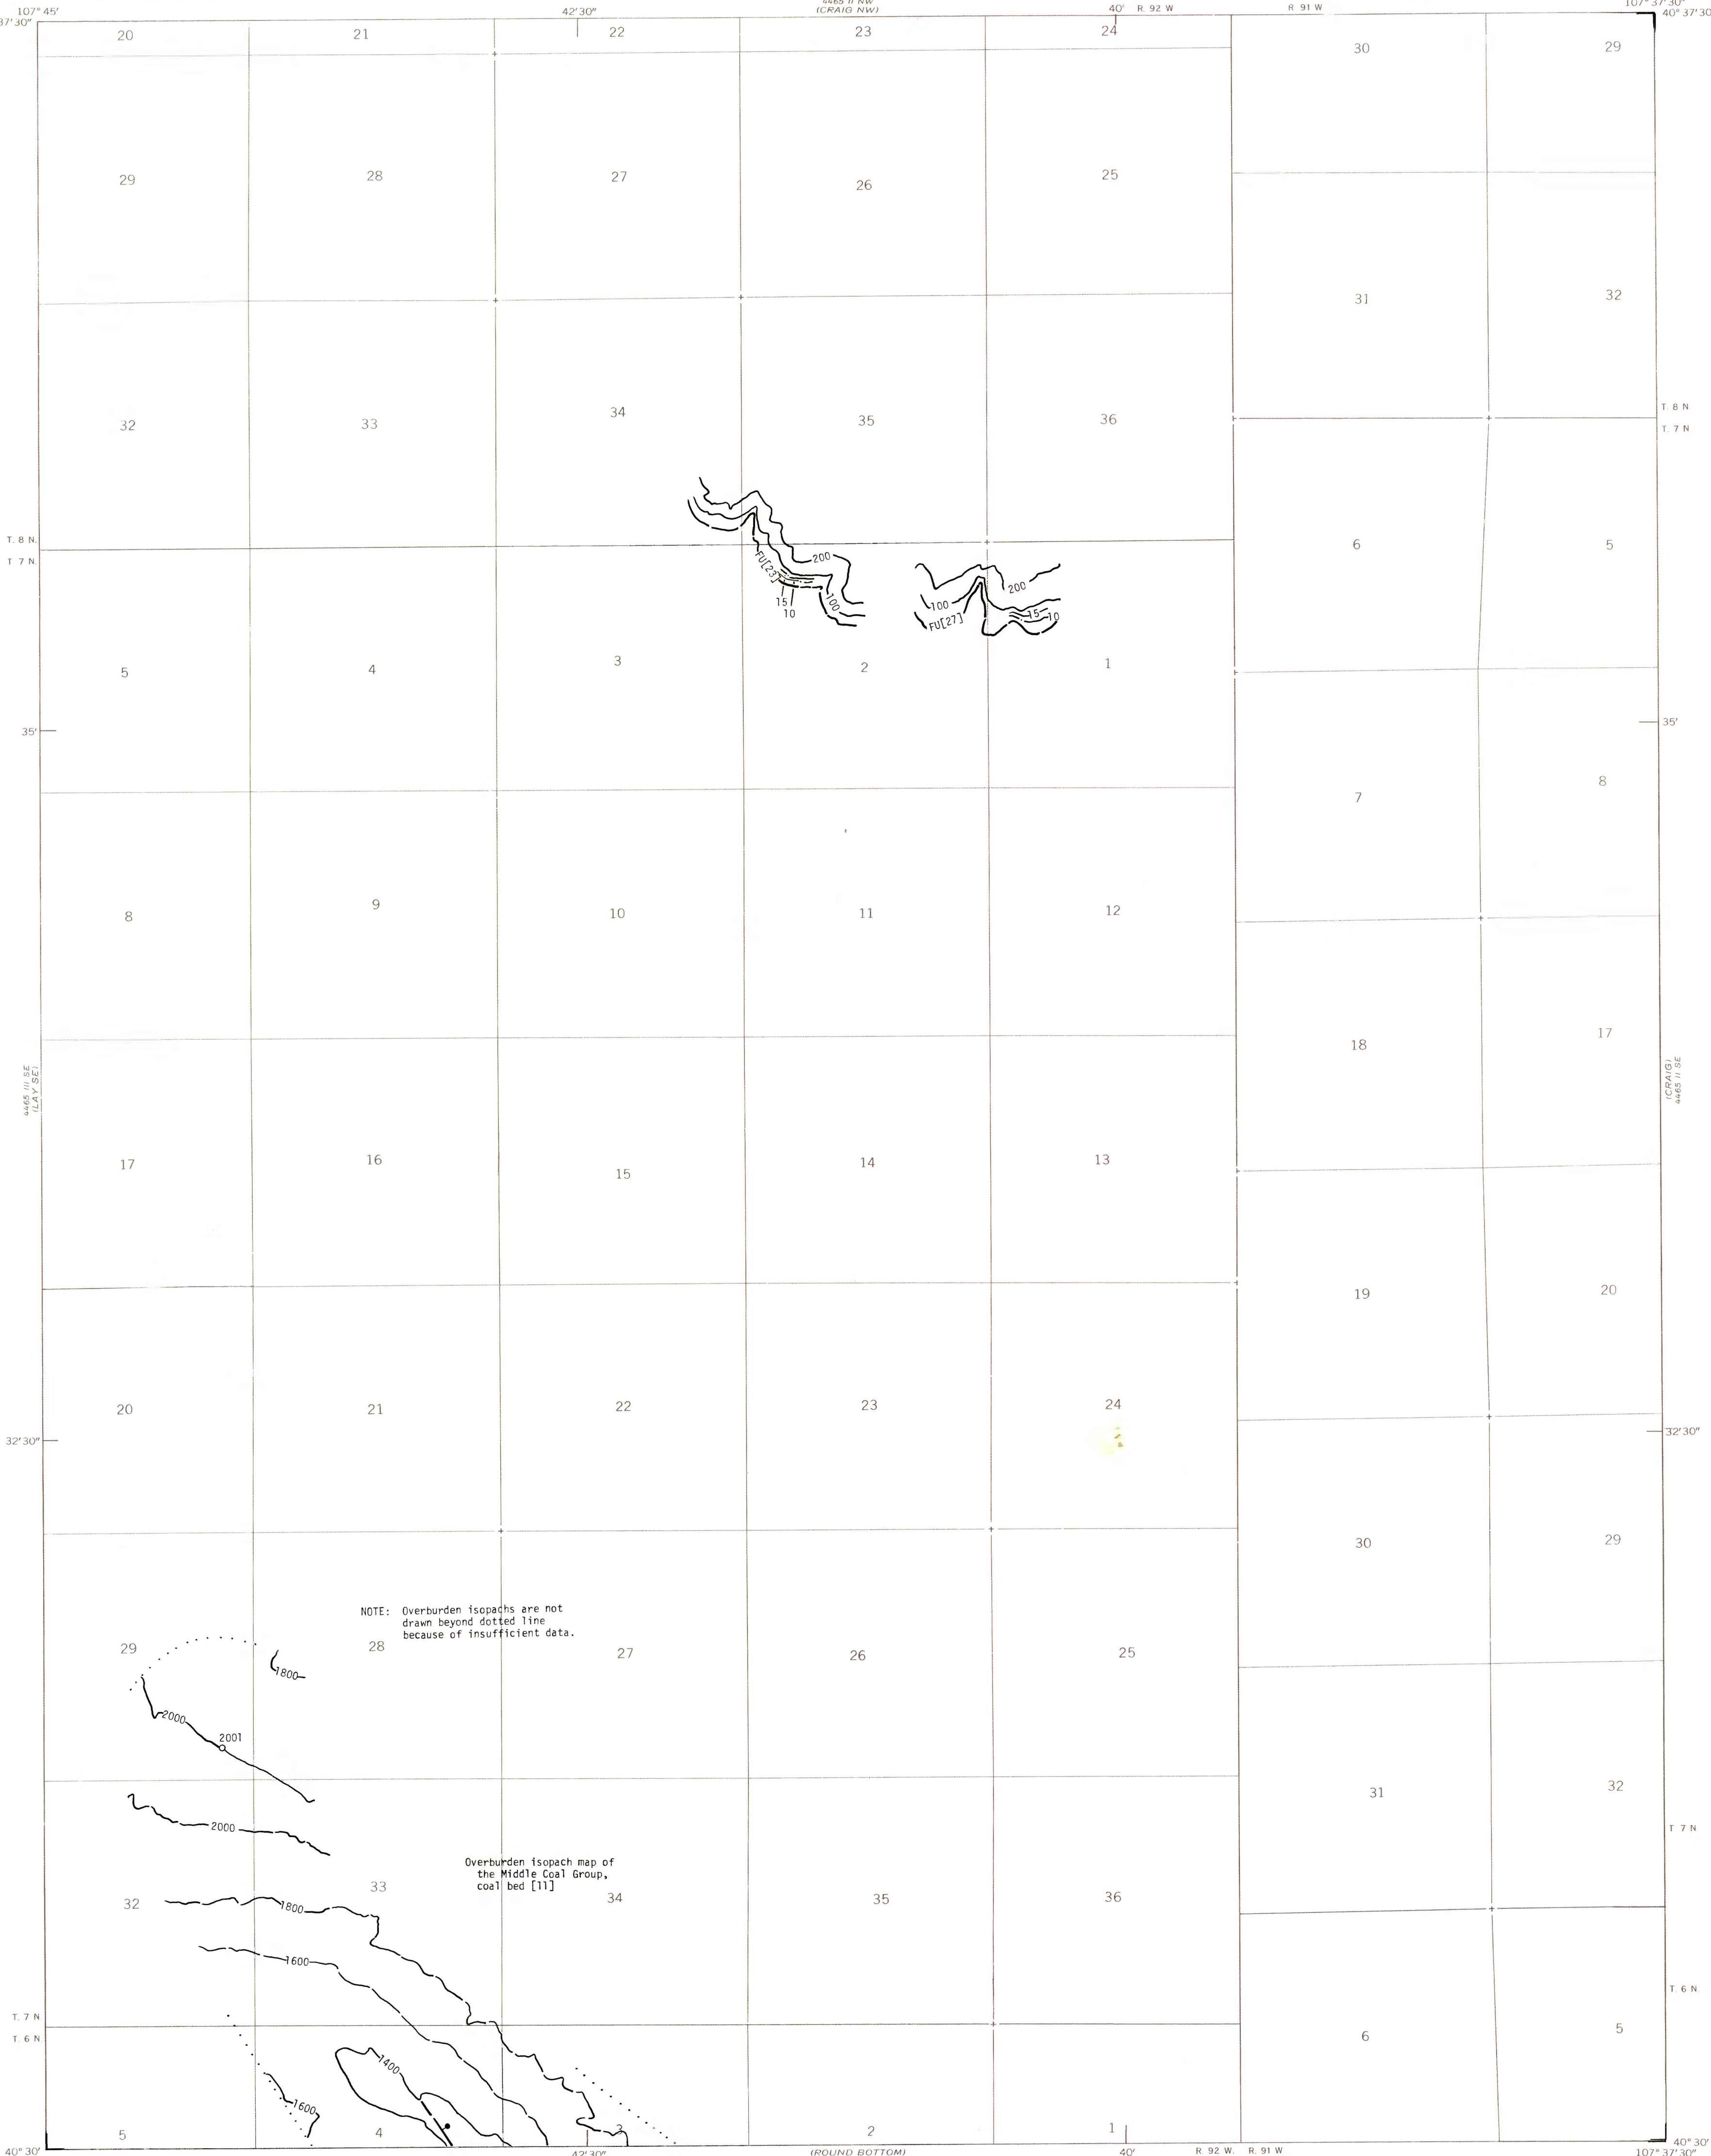 4465 II NW
107° 45' 42'30" (CRAIG NW) 40' R. 92 W R. 91 W 107° 37'30"
37'30" 40° 37'30
20 21 22 23 24 30 29
29 28 27 26 25
31 32
32 33 34 35 36
T. 8 N
T. 7 N
T. 8 N.
T 7 N.
6 5
200
FU[23]
15
10
100
200
100
FU[27]
15
10
5 4 3 2 1
35' 35'
7 8
8 9 10 11 12
4465 III SE
(LAY SE)
18 17
(CRAIG)
4465 II SE
17 16 15 14 13
19 20
20 21 22 23 24
32'30" 32'30"
30 29
NOTE: Overburden isopachs are not
drawn beyond dotted line
because of insufficient data.
29 28 27 26 25
1800
2000
2001
31 32
2000
T 7 N
Overburden isopach map of
the Middle Coal Group,
coal bed [11]
32 33 34 35 36
1800
1600
T. 6 N
T. 7 N
T. 6 N
6 5
1400
1600
5 4 3 2 1
40° 30' 42'30" (ROUND BOTTOM) 40' R 92 W. R. 91 W 40° 30'
107° 37'30"